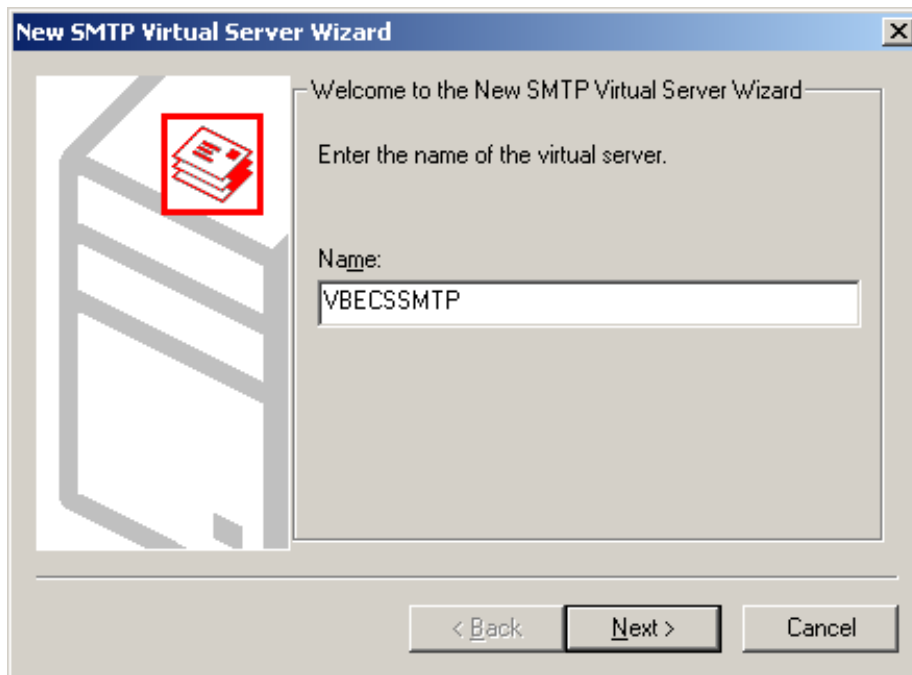 New SMTP Virtual Server Wizard
Welcome to the New SMTP Virtual Server Wizard
Enter the name of the virtual server.
Name:
VBECSSMTP
< Back
Next >
Cancel